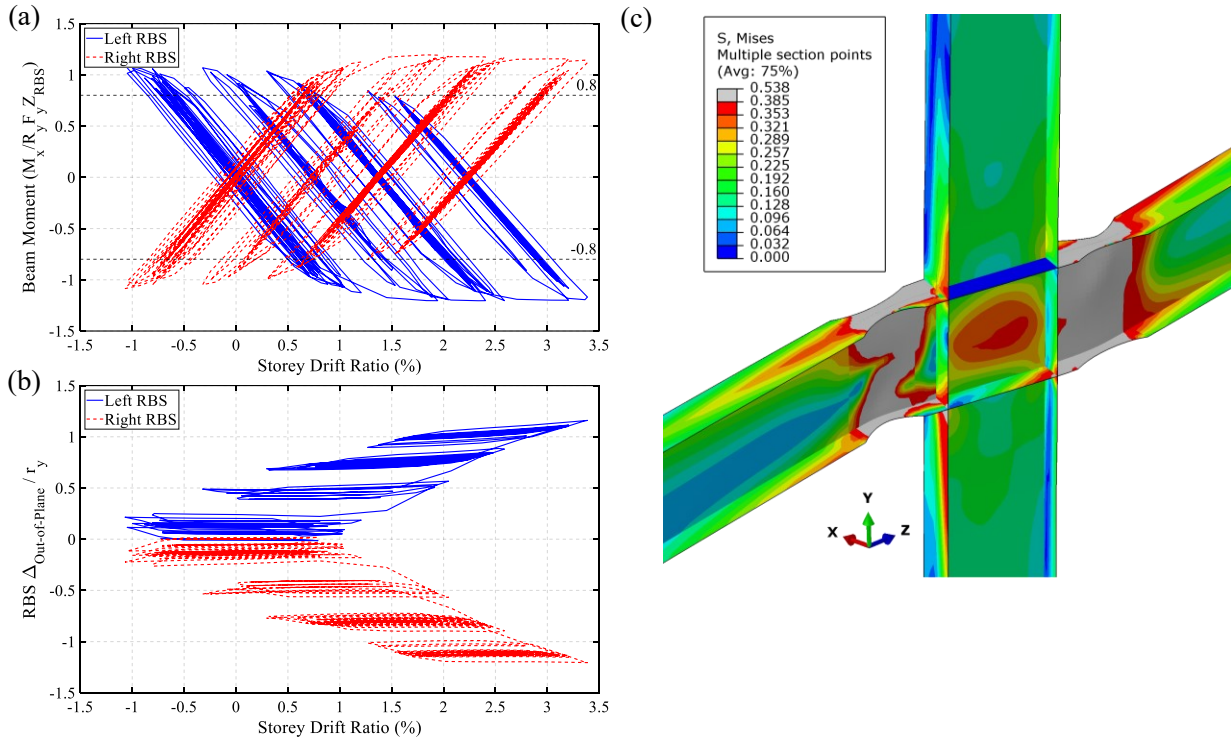 (a)
1.5
1
0.5
0
-0.5
-1
-1.5
Left RBS
Right RBS
0.8
-0.8
Beam Moment (M_x/R_yF_yZ_RBS)
-1.5 -1 -0.5 0 0.5 1 1.5 2 2.5 3 3.5
Storey Drift Ratio (%)
(b)
1.5
1
0.5
0
-0.5
-1
-1.5
Left RBS
Right RBS
RBS Δ_Out-of-Plane / r_y
-1.5 -1 -0.5 0 0.5 1 1.5 2 2.5 3 3.5
Storey Drift Ratio (%)
(c)
S, Mises
Multiple section points
(Avg: 75%)
0.538
0.385
0.353
0.321
0.289
0.257
0.225
0.192
0.160
0.128
0.096
0.064
0.032
0.000
Y
X
Z